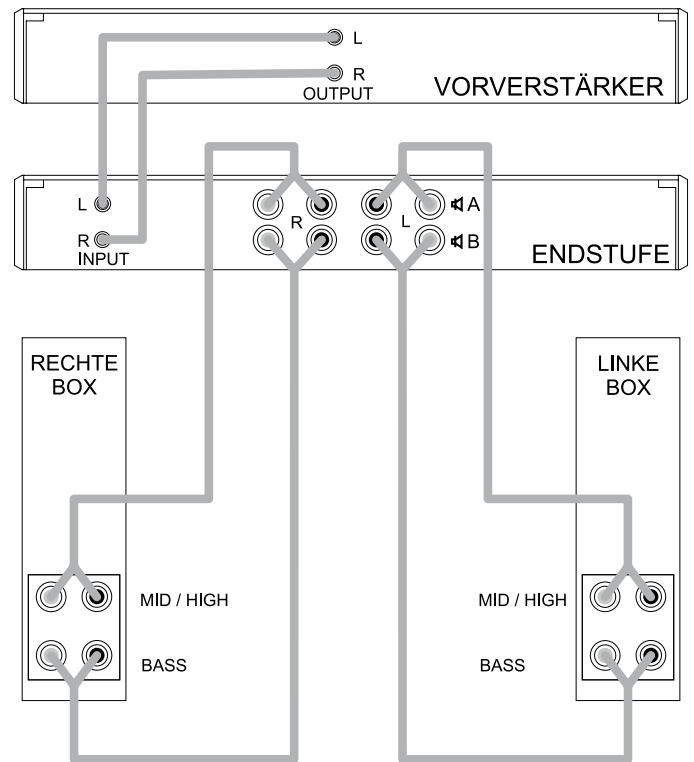 L
R
OUTPUT
VORVERSTÄRKER
L
R
INPUT
R
L
A
B
ENDSTUFE
RECHTE
BOX
LINKE
BOX
MID / HIGH
MID / HIGH
BASS
BASS